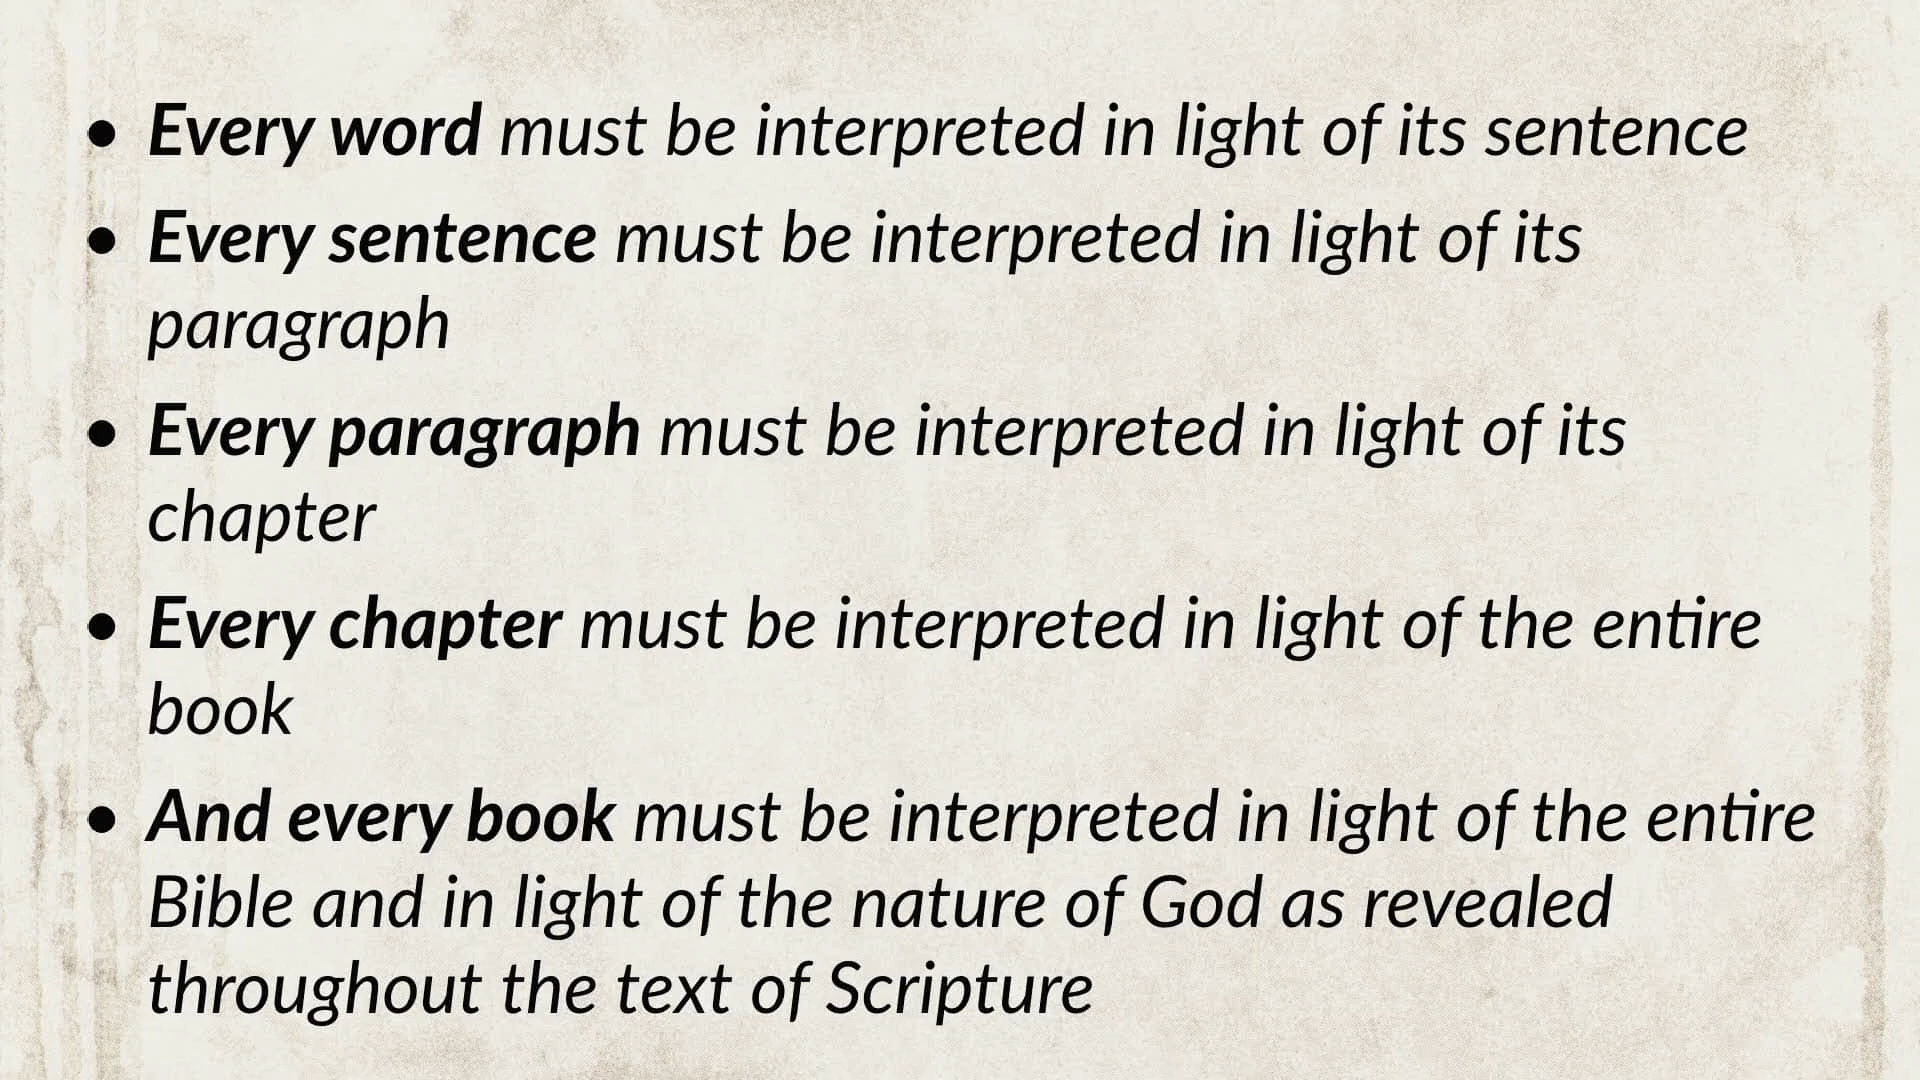 • Every word must be interpreted in light of its sentence
• Every sentence must be interpreted in light of its
paragraph
• Every paragraph must be interpreted in light of its
chapter
• Every chapter must be interpreted in light of the entire
book
• And every book must be interpreted in light of the entire
Bible and in light of the nature of God as revealed
throughout the text of Scripture